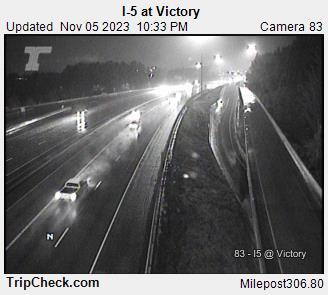 I-5 at Victory
Updated  Nov 05 2023  10:33 PM    Camera 83
T
N
83 - I5 @ Victory
TripCheck.com    Milepost306.80